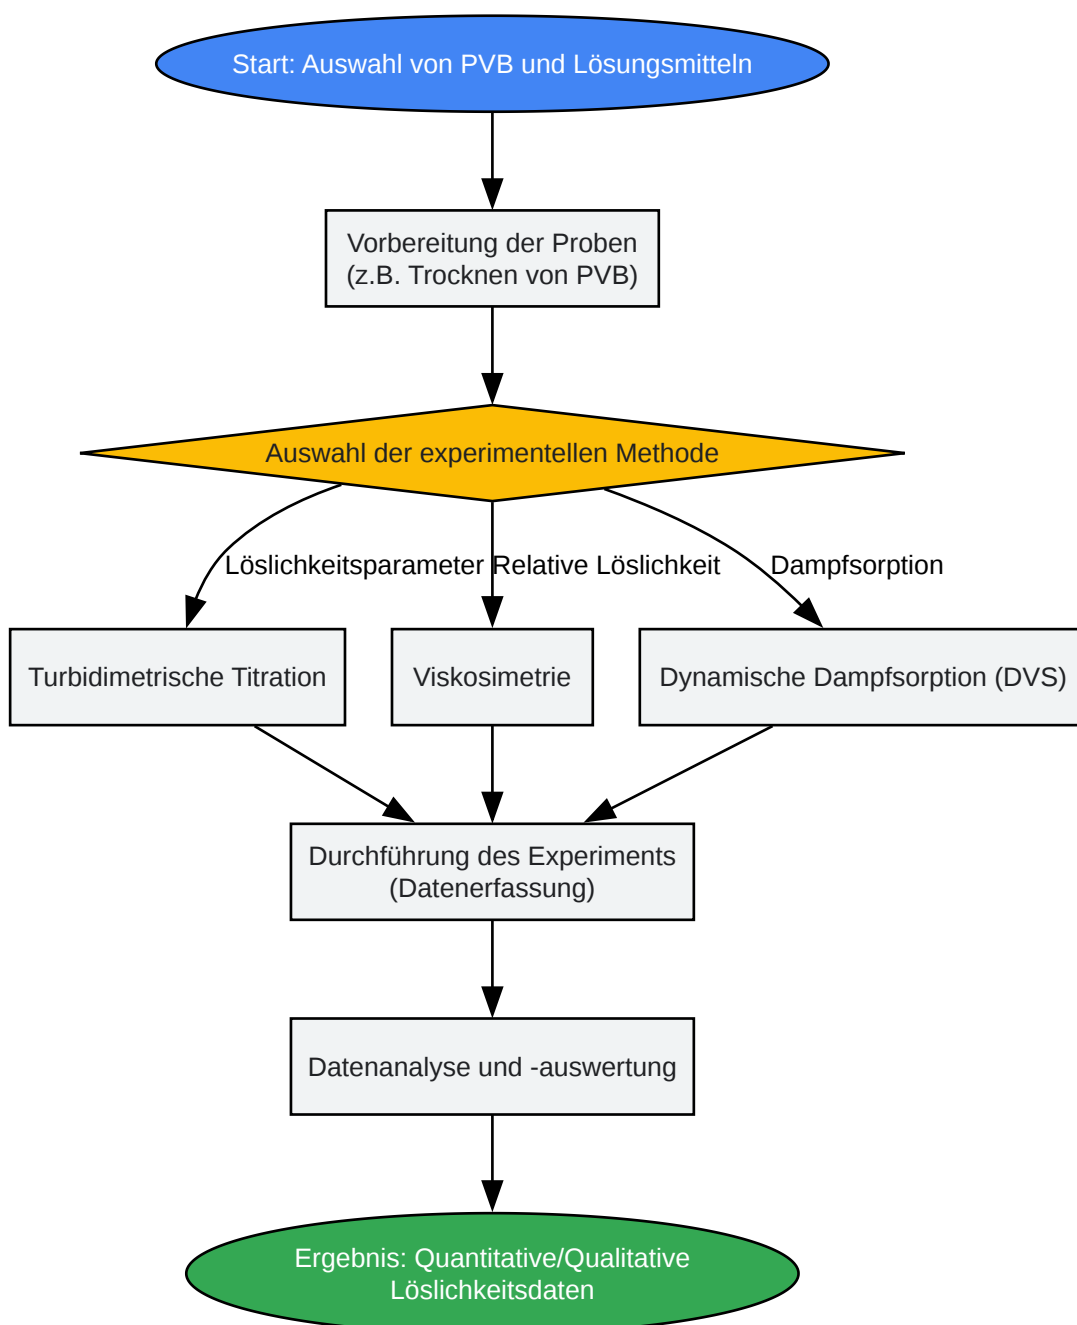 Start: Auswahl von PVB und Lösungsmitteln
Vorbereitung der Proben
(z.B. Trocknen von PVB)
Auswahl der experimentellen Methode
Löslichkeitsparameter
Relative Löslichkeit
Dampfsorption
Turbidimetrische Titration
Viskosimetrie
Dynamische Dampfsorption (DVS)
Durchführung des Experiments
(Datenerfassung)
Datenanalyse und -auswertung
Ergebnis: Quantitative/Qualitative
Löslichkeitsdaten